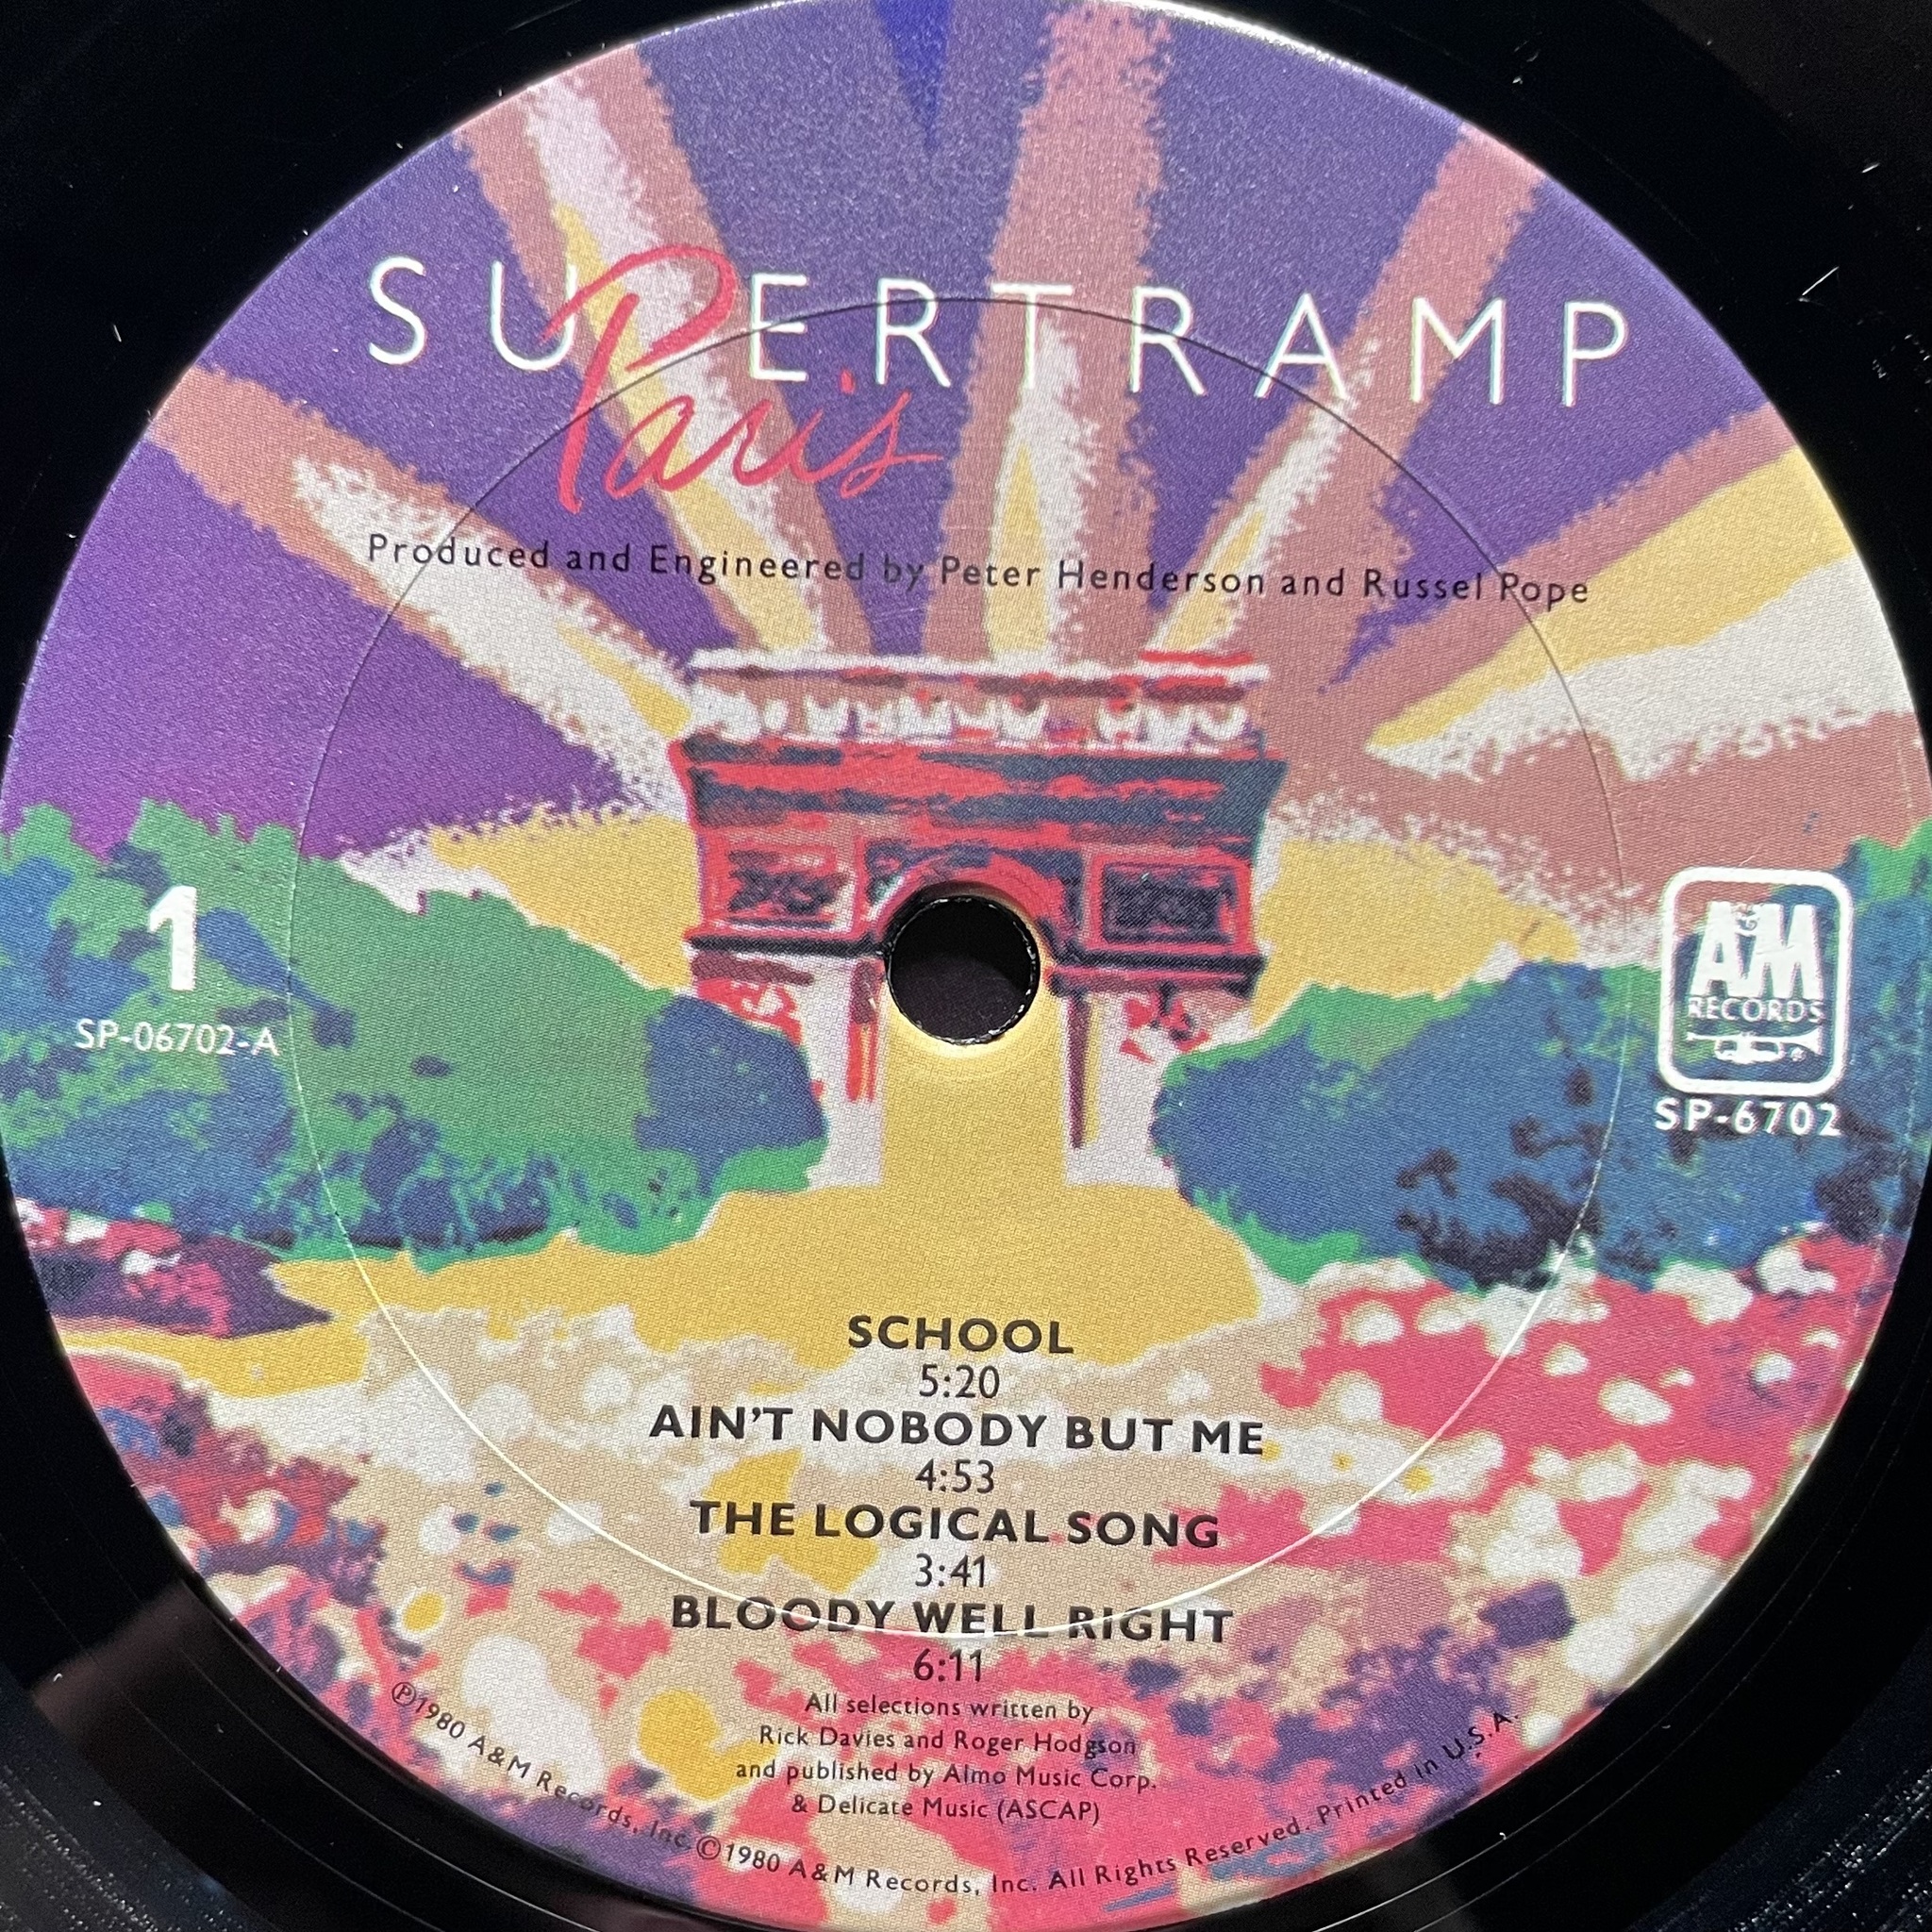 SUPERTRAMP
Paris
Produced and Engineered by Peter Henderson and Russel Pope
1
SP-06702-A
A&M
RECORDS
SP-6702
SCHOOL
5:20
AIN'T NOBODY BUT ME
4:53
THE LOGICAL SONG
3:41
BLOODY WELL RIGHT
6:11
All selections written by
Rick Davies and Roger Hodgson
and published by Almo Music Corp.
& Delicate Music (ASCAP)
℗1980 A&M Records, Inc. ©1980 A&M Records, Inc. All Rights Reserved. Printed in U.S.A.